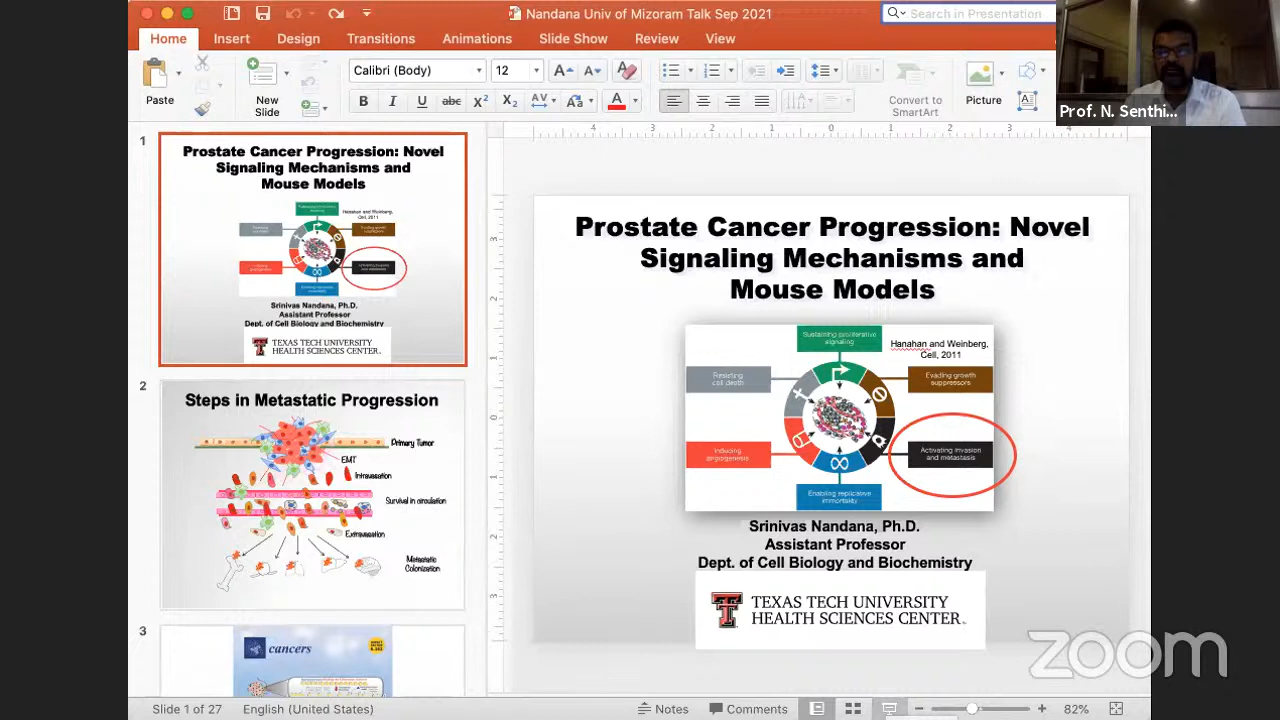 Nandana Univ of Mizoram Talk Sep 2021
Search in Presentation
Home Insert Design Transitions Animations Slide Show Review View
Paste
New
Slide
Calibri (Body)
12
Convert to
SmartArt
Picture
Prof. N. Senthi...
1
Prostate Cancer Progression: Novel
Signaling Mechanisms and
Mouse Models
Hanahan and Weinberg,
Cell, 2011
Srinivas Nandana, Ph.D.
Assistant Professor
Dept. of Cell Biology and Biochemistry
TEXAS TECH UNIVERSITY
HEALTH SCIENCES CENTER
2
Steps in Metastatic Progression
Primary Tumor
EMT
Intravasation
Survival in circulation
Extravasation
Metastatic
Colonization
3
cancers
Prostate Cancer Progression: Novel
Signaling Mechanisms and
Mouse Models
Sustaining proliferative
signaling
Hanahan and Weinberg,
Cell, 2011
Resisting
cell death
Evading growth
suppressors
Inducing
angiogenesis
Activating invasion
and metastasis
Enabling replicative
immortality
Srinivas Nandana, Ph.D.
Assistant Professor
Dept. of Cell Biology and Biochemistry
TEXAS TECH UNIVERSITY
HEALTH SCIENCES CENTER
zoom
Slide 1 of 27
English (United States)
Notes
Comments
82%